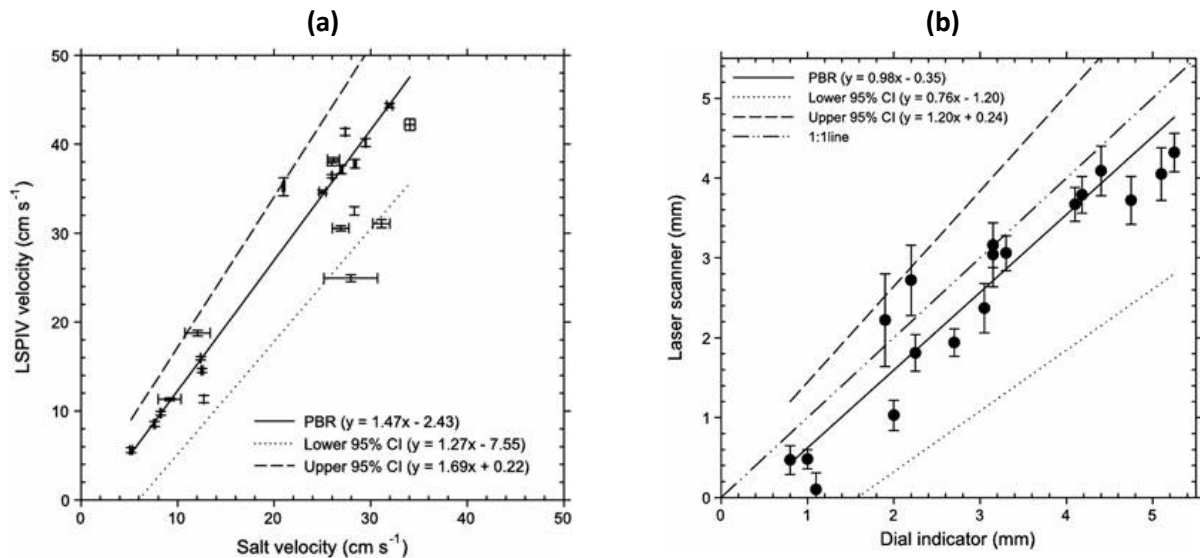 (a)
50
40
30
20
10
0
LSPIV velocity (cm s⁻¹)
PBR (y = 1.47x - 2.43)
Lower 95% CI (y = 1.27x - 7.55)
Upper 95% CI (y = 1.69x + 0.22)
0 10 20 30 40 50
Salt velocity (cm s⁻¹)
(b)
PBR (y = 0.98x - 0.35)
Lower 95% CI (y = 0.76x - 1.20)
Upper 95% CI (y = 1.20x + 0.24)
1:1line
5
4
3
2
1
0
Laser scanner (mm)
0 1 2 3 4 5
Dial indicator (mm)